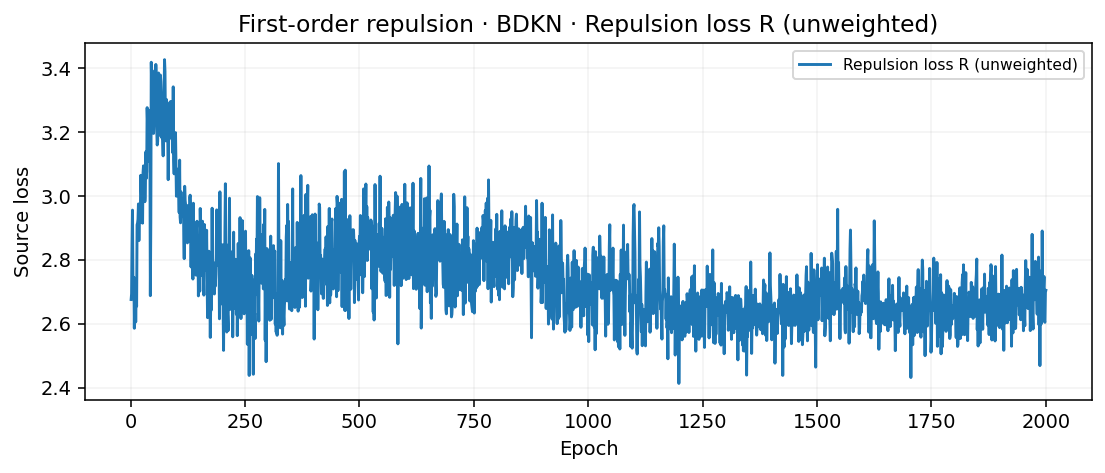 First-order repulsion · BDKN · Repulsion loss R (unweighted)
Repulsion loss R (unweighted)
Source loss
3.4
3.2
3.0
2.8
2.6
2.4
0 250 500 750 1000 1250 1500 1750 2000
Epoch